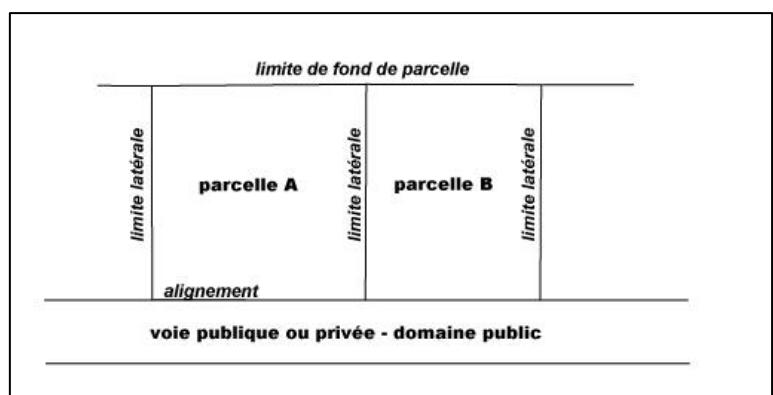 limite de fond de parcelle
limite latérale
parcelle A
limite latérale
parcelle B
limite latérale
alignement
voie publique ou privée - domaine public